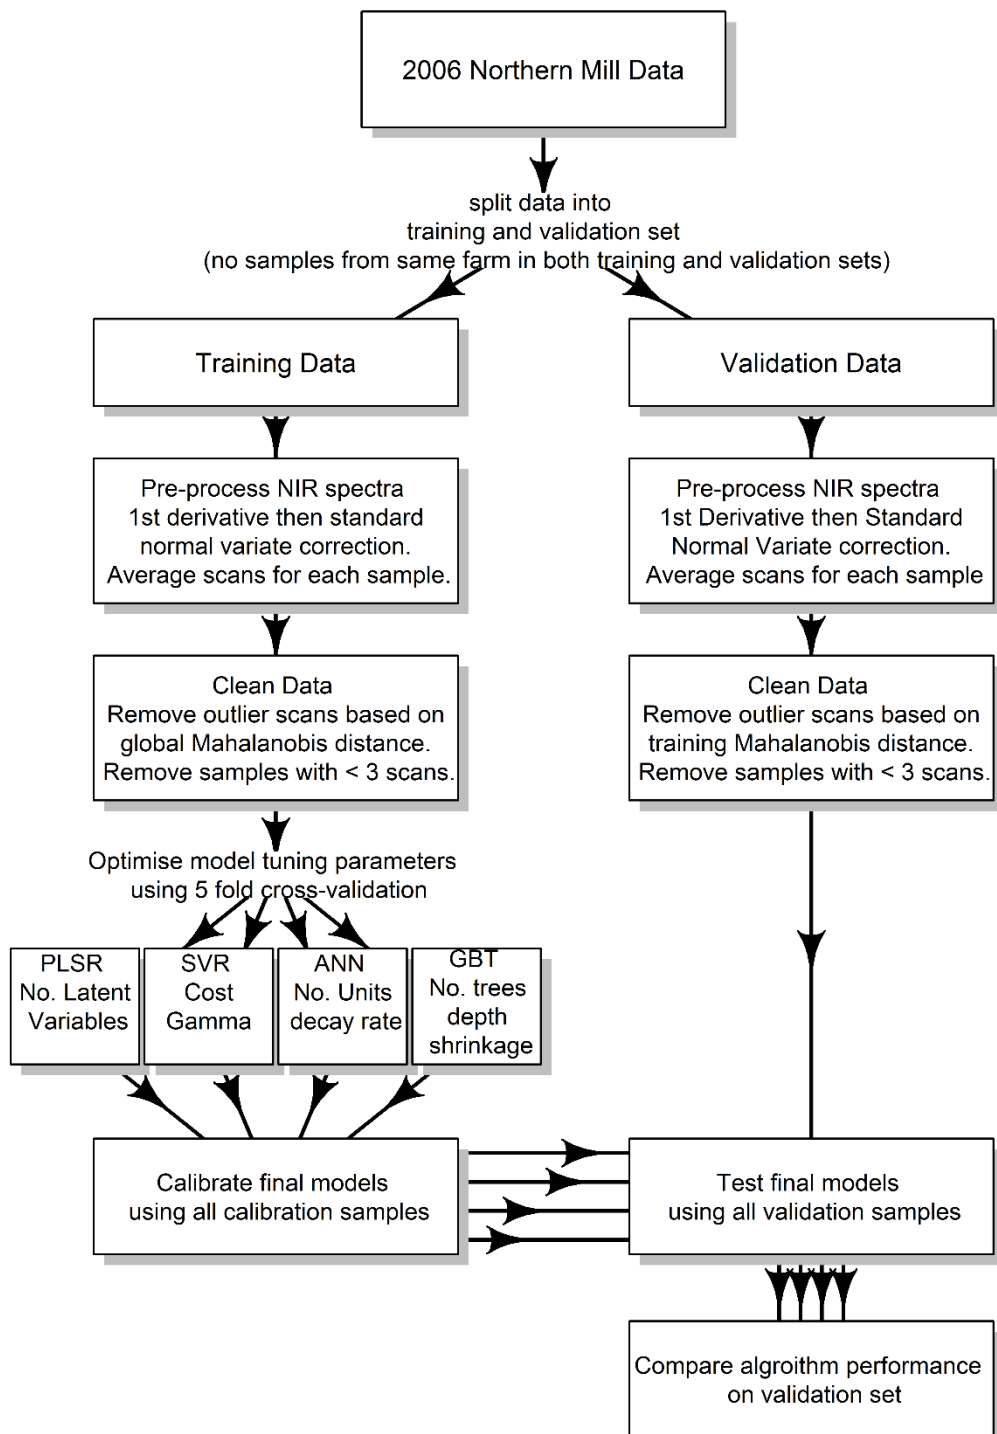 2006 Northern Mill Data
split data into
training and validation set
(no samples from same farm in both training and validation sets)
Training Data
Validation Data
Pre-process NIR spectra
1st derivative then standard
normal variate correction.
Average scans for each sample.
Pre-process NIR spectra
1st Derivative then Standard
Normal Variate correction.
Average scans for each sample
Clean Data
Remove outlier scans based on
global Mahalanobis distance.
Remove samples with < 3 scans.
Clean Data
Remove outlier scans based on
training Mahalanobis distance.
Remove samples with < 3 scans.
Optimise model tuning parameters
using 5 fold cross-validation
PLSR
No. Latent
Variables
SVR
Cost
Gamma
ANN
No. Units
decay rate
GBT
No. trees
depth
shrinkage
Calibrate final models
using all calibration samples
Test final models
using all validation samples
Compare algroithm performance
on validation set